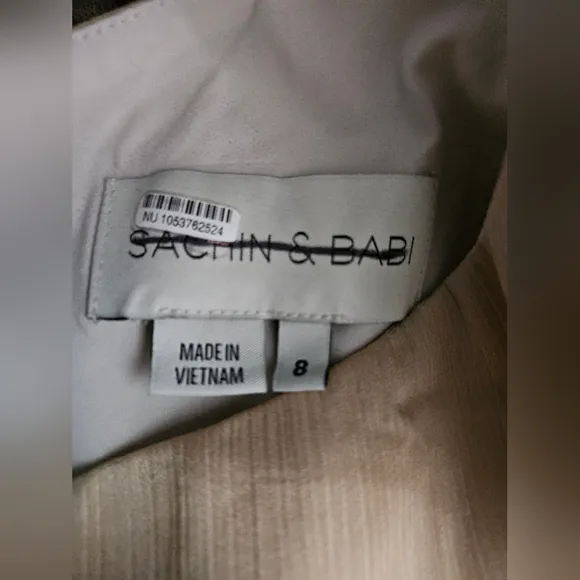 NU 1053762524
SACHIN & BABI
MADE IN
VIETNAM
8